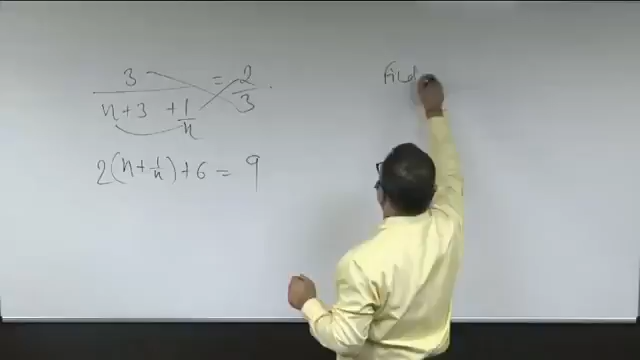 3 / (n + 3 + 1/n) = 2/3 .
2(n + 1/n) + 6 = 9
Find